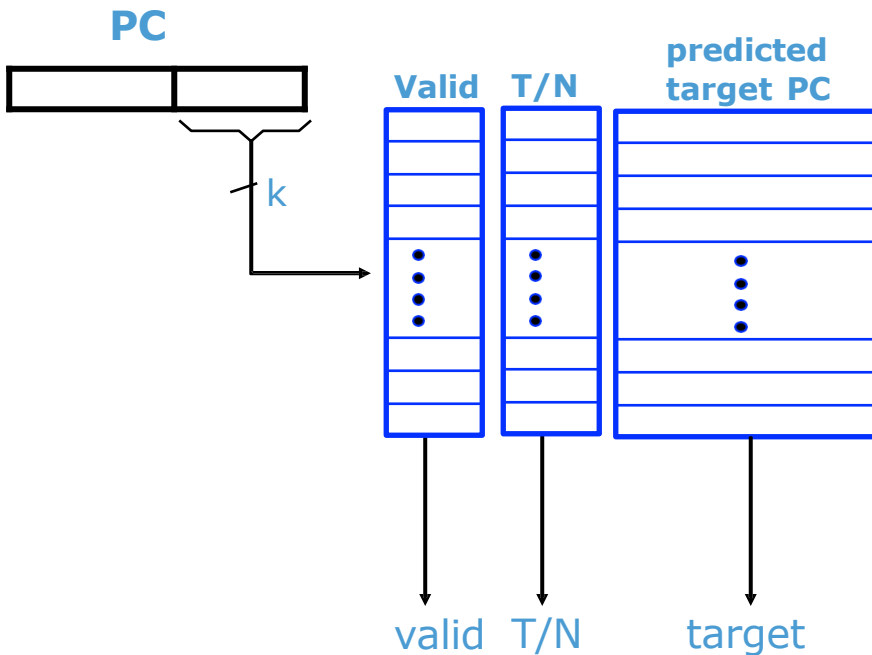 PC
predicted
Valid T/N target PC
k
valid T/N target